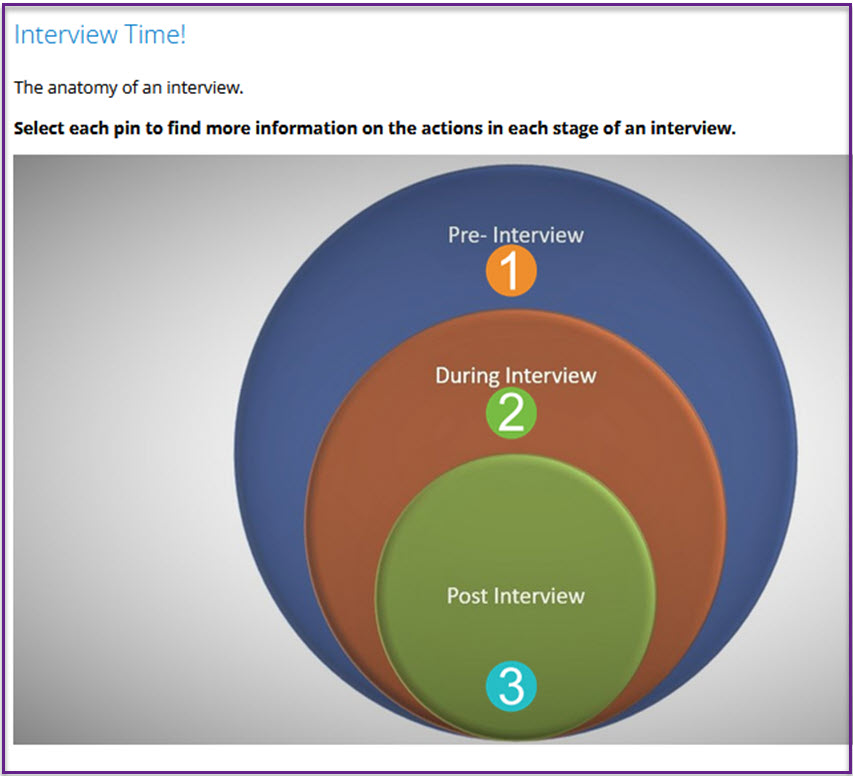 Interview Time!
The anatomy of an interview.
Select each pin to find more information on the actions in each stage of an interview.
Pre- Interview
1
During Interview
2
Post Interview
3